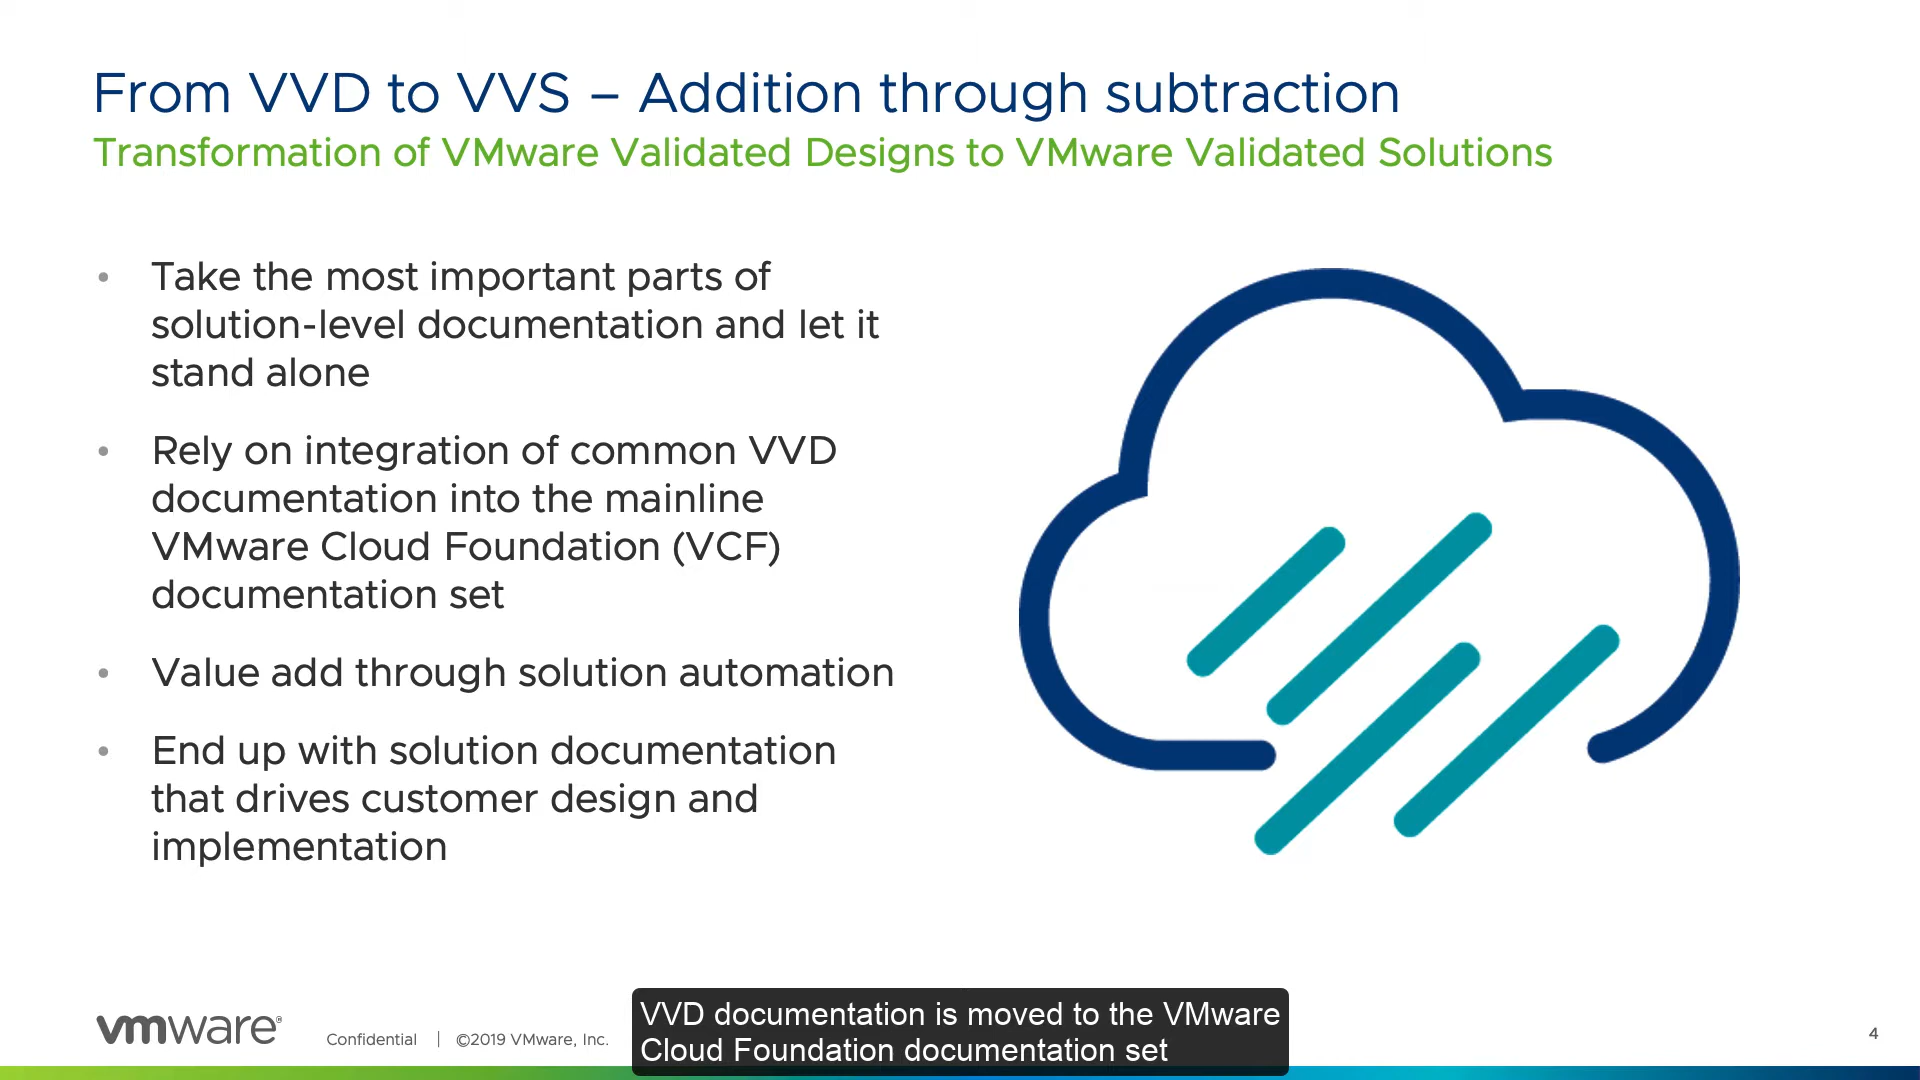 From VVD to VVS – Addition through subtraction
Transformation of VMware Validated Designs to VMware Validated Solutions
• Take the most important parts of
solution-level documentation and let it
stand alone
• Rely on integration of common VVD
documentation into the mainline
VMware Cloud Foundation (VCF)
documentation set
• Value add through solution automation
• End up with solution documentation
that drives customer design and
implementation
vmware®
Confidential | ©2019 VMware, Inc.
VVD documentation is moved to the VMware
Cloud Foundation documentation set
4